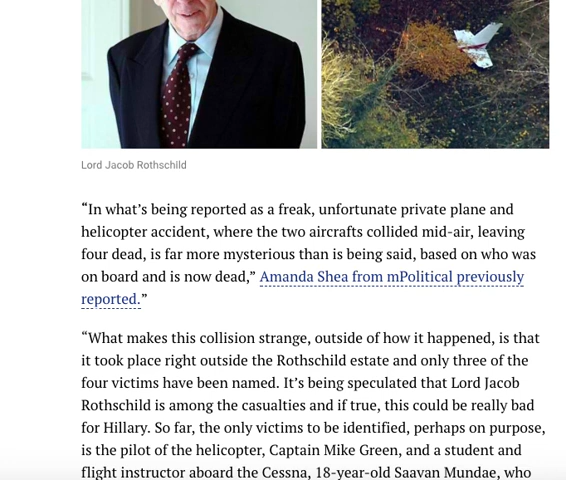 Lord Jacob Rothschild
“In what’s being reported as a freak, unfortunate private plane and
helicopter accident, where the two aircrafts collided mid-air, leaving
four dead, is far more mysterious than is being said, based on who was
on board and is now dead,” Amanda Shea from mPolitical previously
reported.”
“What makes this collision strange, outside of how it happened, is that
it took place right outside the Rothschild estate and only three of the
four victims have been named. It’s being speculated that Lord Jacob
Rothschild is among the casualties and if true, this could be really bad
for Hillary. So far, the only victims to be identified, perhaps on purpose,
is the pilot of the helicopter, Captain Mike Green, and a student and
flight instructor aboard the Cessna, 18-year-old Saavan Mundae, who